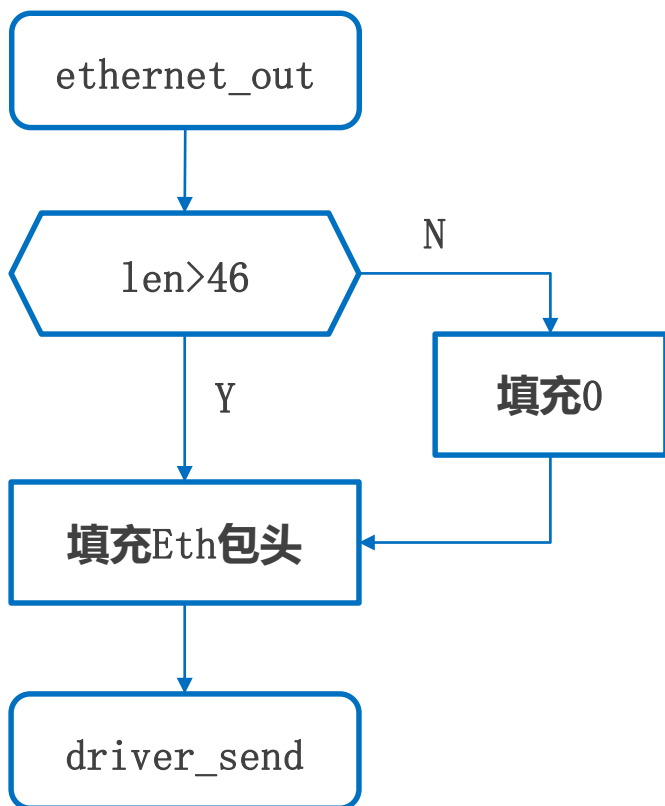 ethernet_out
len>46
N
Y
填充0
填充Eth包头
driver_send